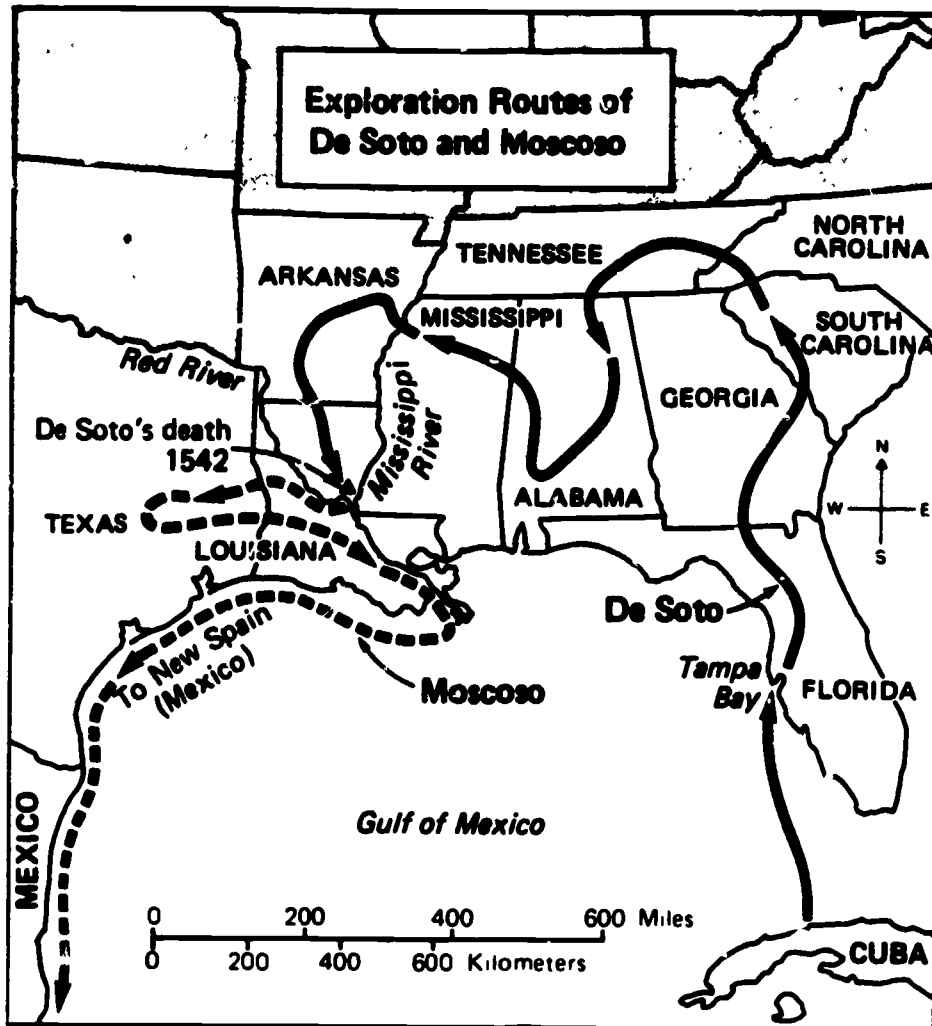 Exploration Routes of
De Soto and Moscoso
NORTH
CAROLINA
TENNESSEE
ARKANSAS
MISSISSIPPI
SOUTH
CAROLINA
Red River
GEORGIA
Mississippi
River
De Soto's death
1542
N
W
E
S
ALABAMA
TEXAS
LOUISIANA
De Soto
To New Spain
(Mexico)
Moscoso
Tampa
Bay
FLORIDA
Gulf of Mexico
MEXICO
0 200 400 600 Miles
0 200 400 600 Kilometers
CUBA